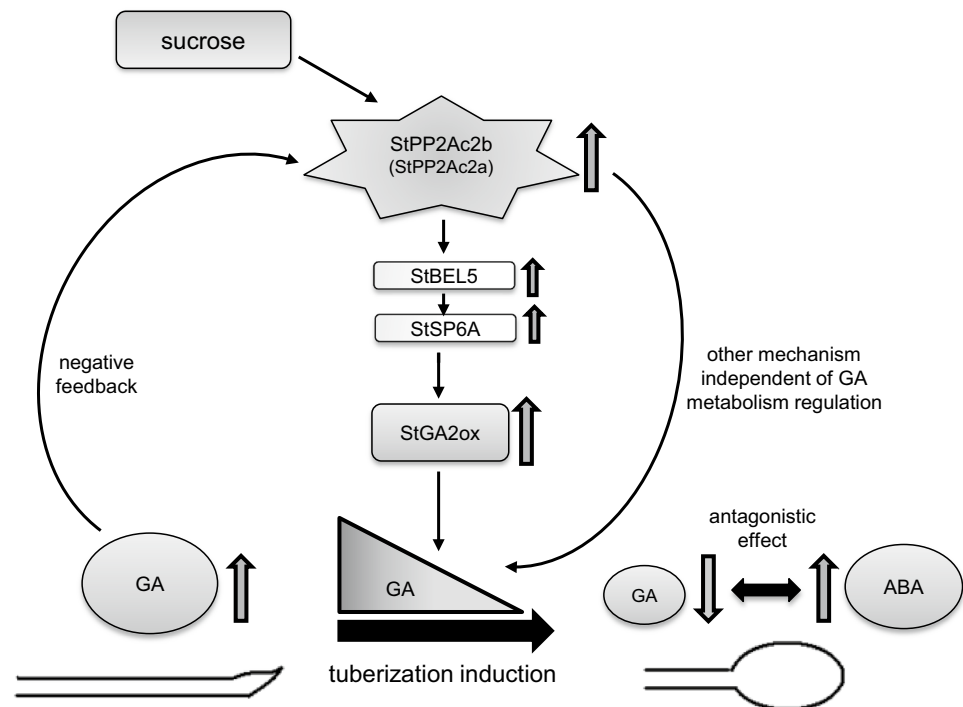 sucrose
StPP2Ac2b
(StPP2Ac2a)
StBEL5
StSP6A
negative
feedback
other mechanism
independent of GA
metabolism regulation
StGA2ox
antagonistic
effect
GA
GA
GA
ABA
tuberization induction